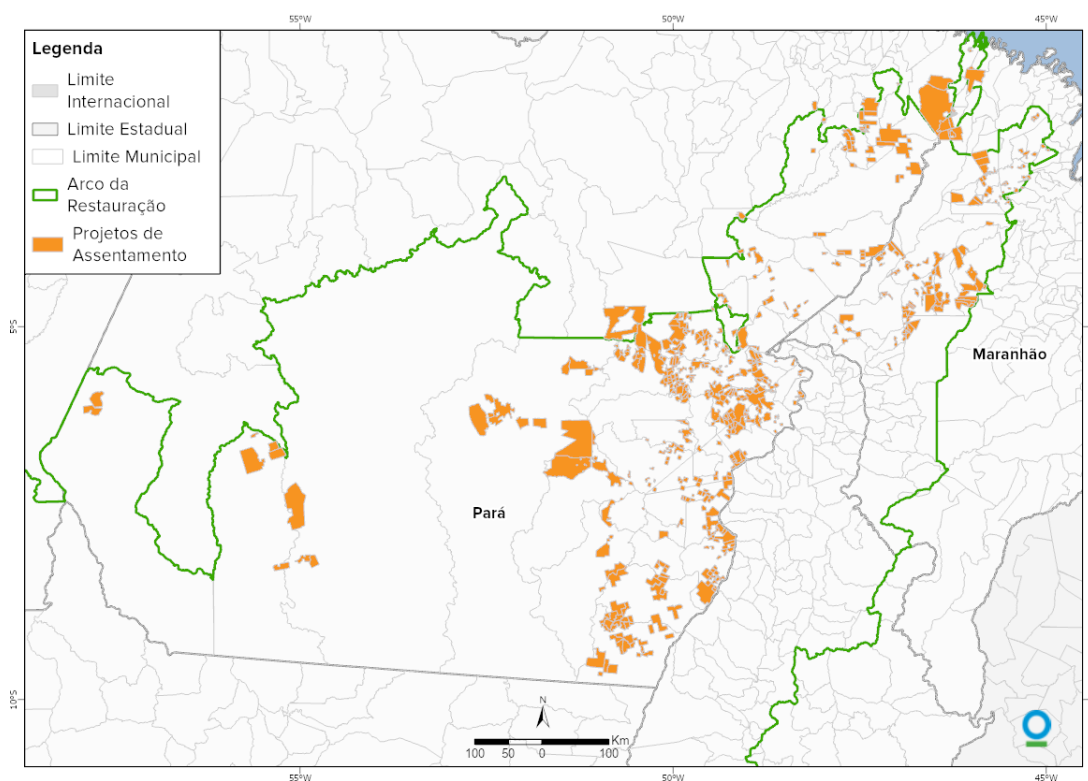 55°W 50°W 45°W
Legenda
Limite
Internacional
Limite Estadual
Limite Municipal
Arco da
Restauração
Projetos de
Assentamento
5°S
Maranhão
Pará
10°S
N
Km
100 50 0 100
55°W 50°W 45°W